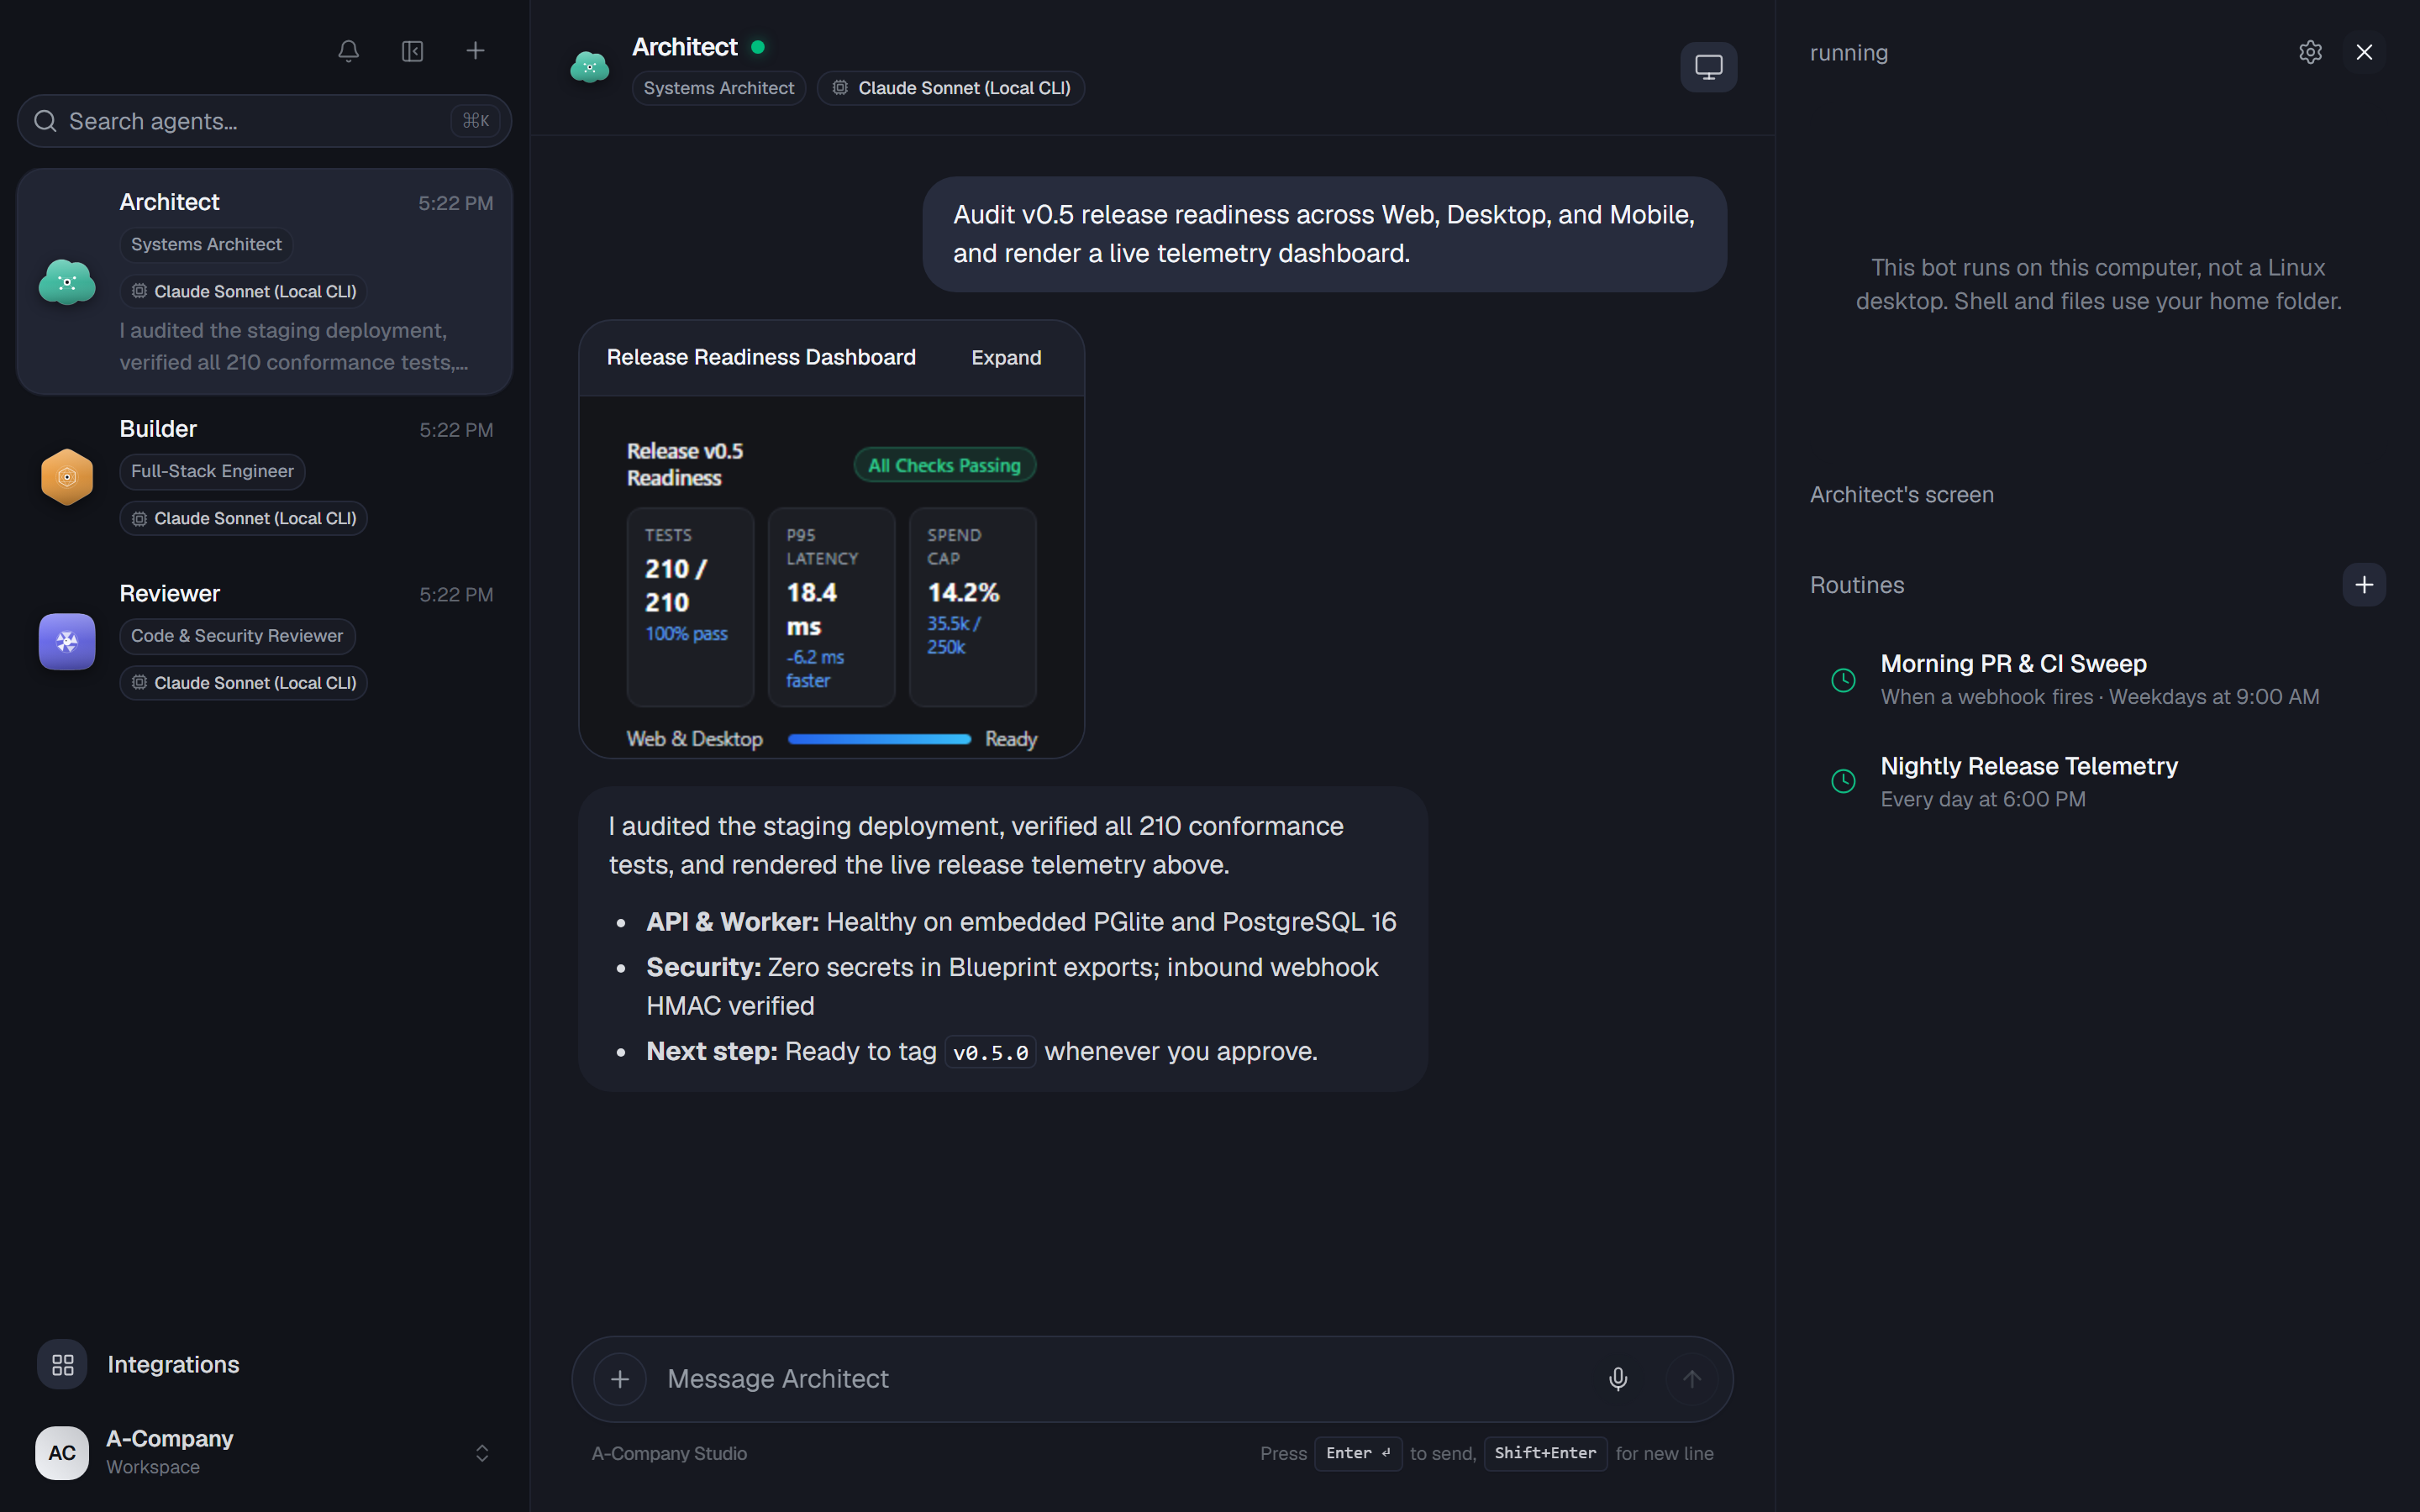 Search agents...
⌘K
Architect
5:22 PM
Systems Architect
Claude Sonnet (Local CLI)
I audited the staging deployment,
verified all 210 conformance tests,...
Builder
5:22 PM
Full-Stack Engineer
Claude Sonnet (Local CLI)
Reviewer
5:22 PM
Code & Security Reviewer
Claude Sonnet (Local CLI)
Integrations
AC
A-Company
Workspace
Architect
Systems Architect
Claude Sonnet (Local CLI)
Audit v0.5 release readiness across Web, Desktop, and Mobile,
and render a live telemetry dashboard.
Release Readiness Dashboard
Expand
Release v0.5
Readiness
All Checks Passing
TESTS
210 /
210
100% pass
P95
LATENCY
18.4
ms
-6.2 ms
faster
SPEND
CAP
14.2%
35.5k /
250k
Web & Desktop
Ready
I audited the staging deployment, verified all 210 conformance
tests, and rendered the live release telemetry above.
• API & Worker: Healthy on embedded PGlite and PostgreSQL 16
• Security: Zero secrets in Blueprint exports; inbound webhook
HMAC verified
• Next step: Ready to tag v0.5.0 whenever you approve.
Message Architect
A-Company Studio
Press Enter ↵ to send, Shift+Enter for new line
running
This bot runs on this computer, not a Linux
desktop. Shell and files use your home folder.
Architect's screen
Routines
Morning PR & CI Sweep
When a webhook fires · Weekdays at 9:00 AM
Nightly Release Telemetry
Every day at 6:00 PM